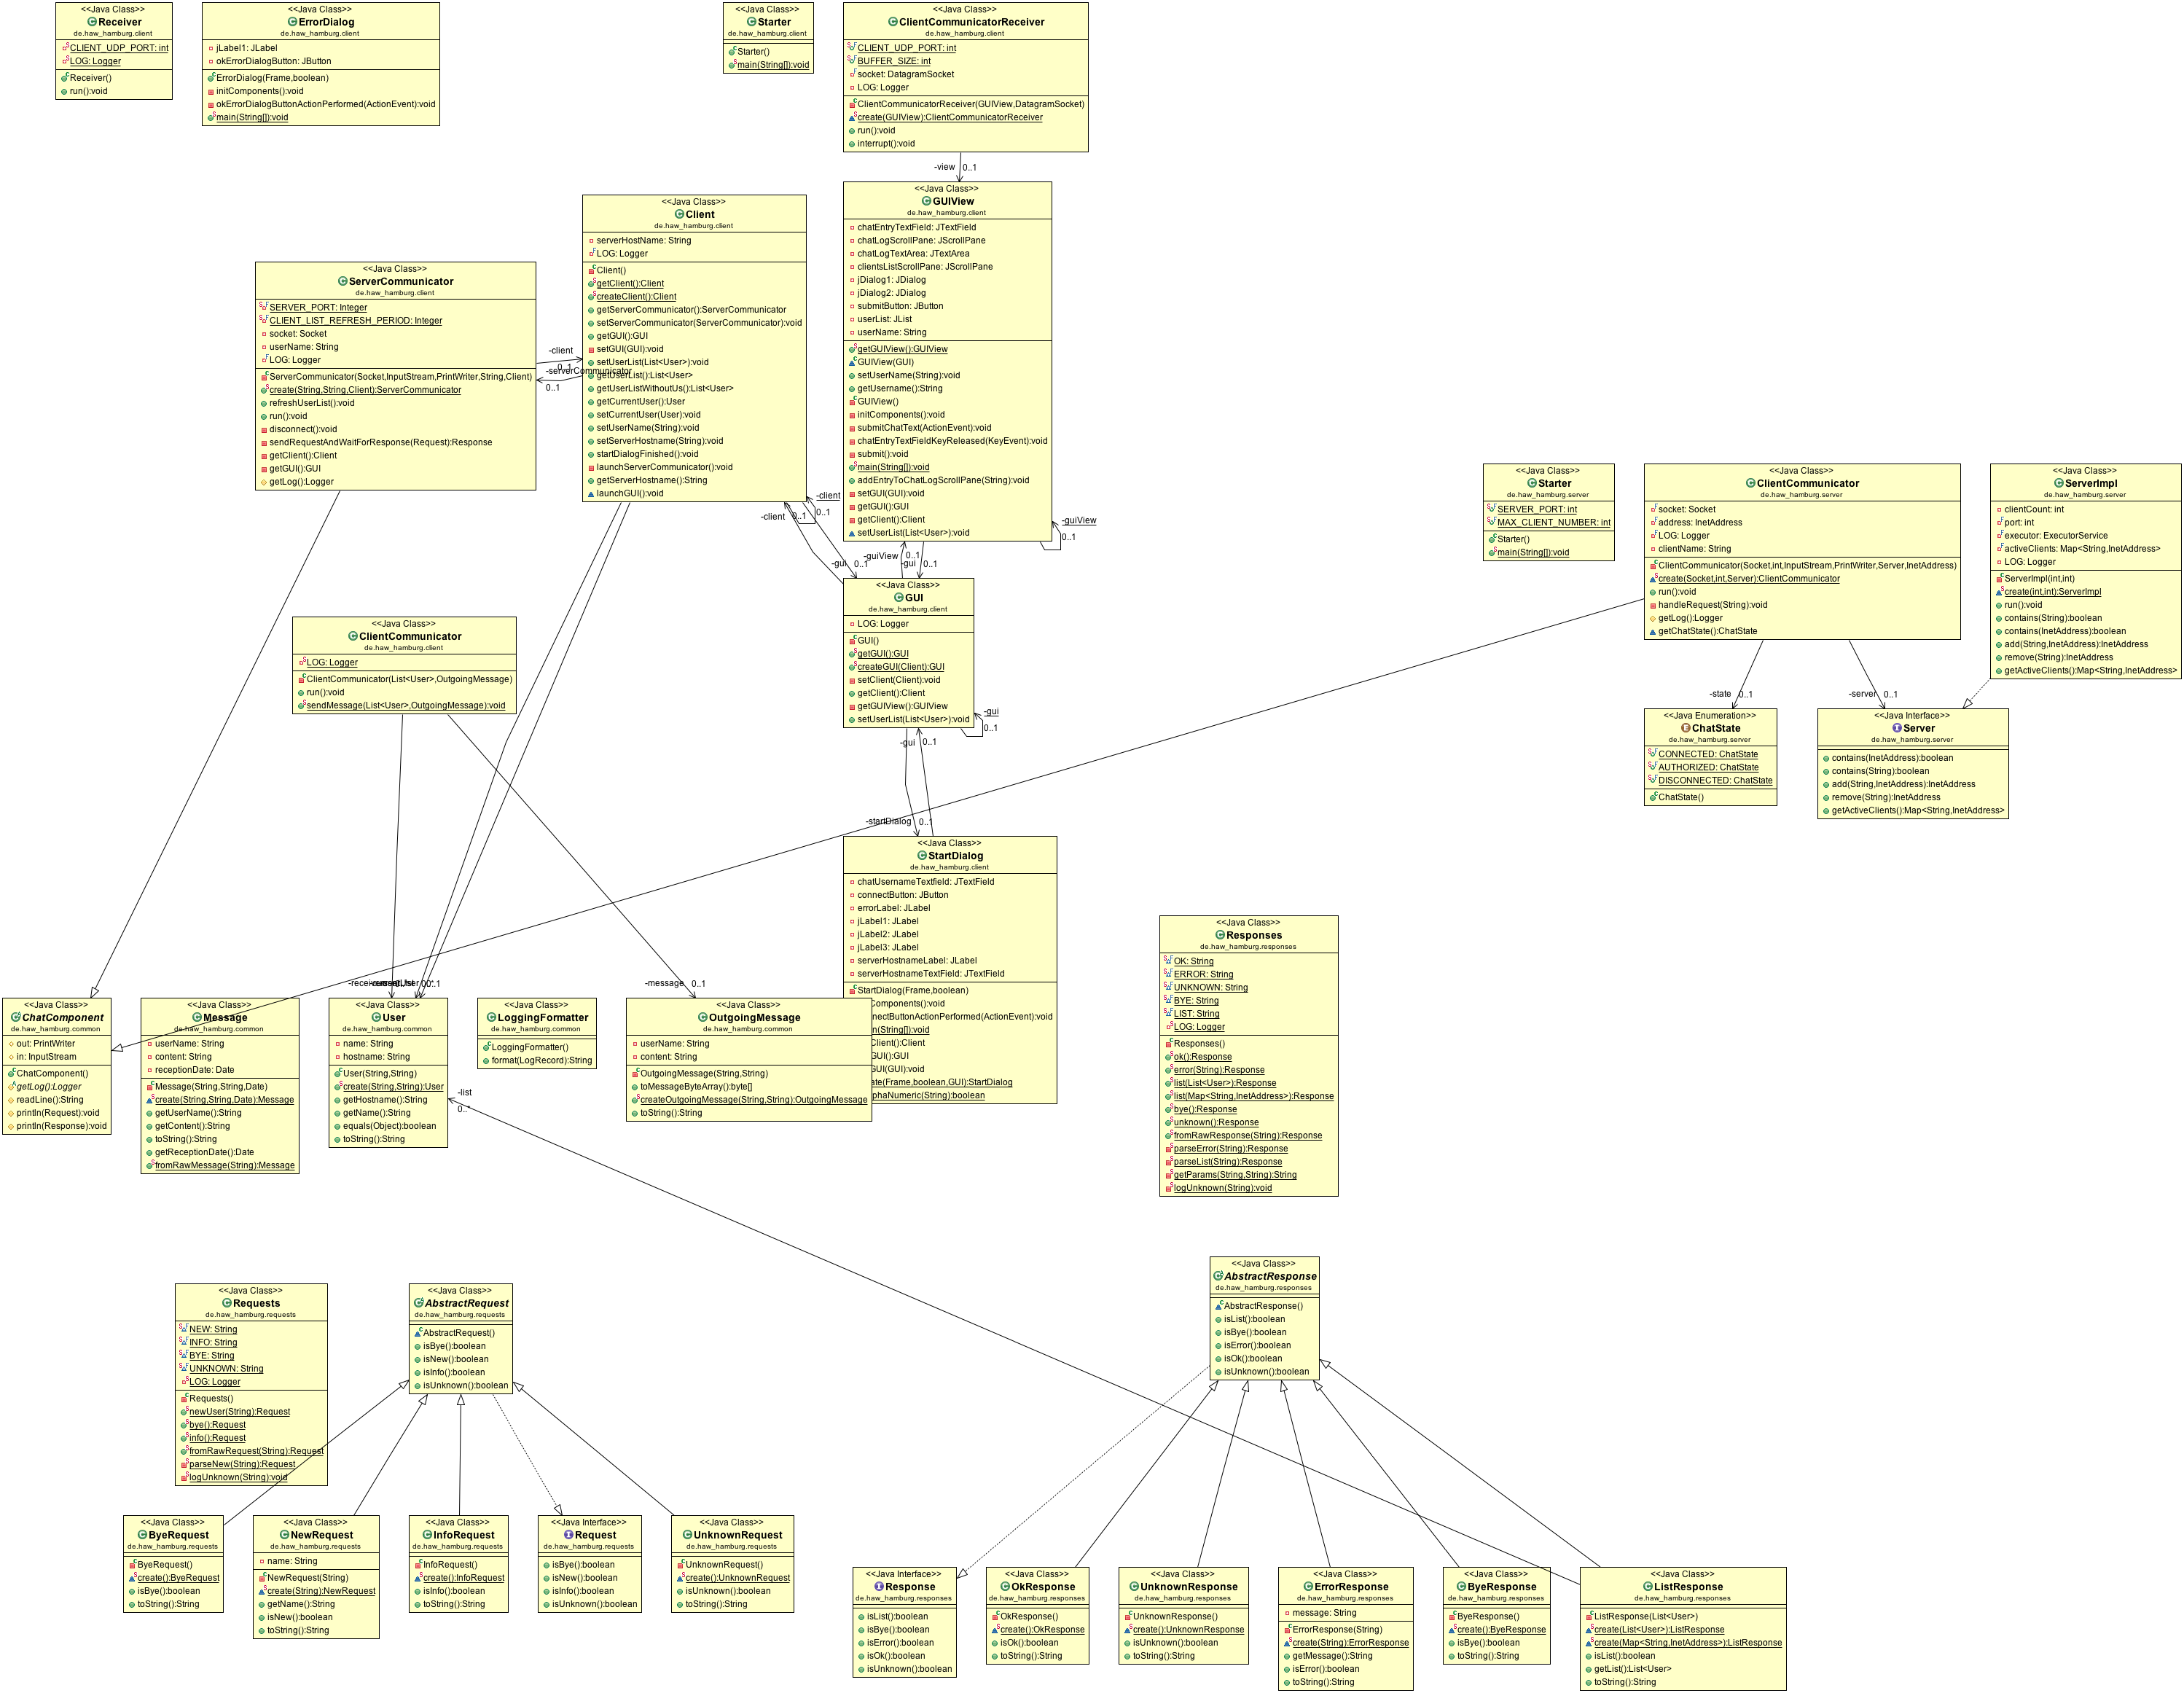 <<Java Class>>
Receiver
de.haw_hamburg.client
CLIENT_UDP_PORT: int
LOG: Logger
Receiver()
run():void
<<Java Class>>
ErrorDialog
de.haw_hamburg.client
jLabel1: JLabel
okErrorDialogButton: JButton
ErrorDialog(Frame,boolean)
initComponents():void
okErrorDialogButtonActionPerformed(ActionEvent):void
main(String[]):void
<<Java Class>>
Starter
de.haw_hamburg.client
Starter()
main(String[]):void
<<Java Class>>
ClientCommunicatorReceiver
de.haw_hamburg.client
CLIENT_UDP_PORT: int
BUFFER_SIZE: int
socket: DatagramSocket
LOG: Logger
ClientCommunicatorReceiver(GUIView,DatagramSocket)
create(GUIView):ClientCommunicatorReceiver
run():void
interrupt():void
-view 0..1
<<Java Class>>
GUIView
de.haw_hamburg.client
chatEntryTextField: JTextField
chatLogScrollPane: JScrollPane
chatLogTextArea: JTextArea
clientsListScrollPane: JScrollPane
jDialog1: JDialog
jDialog2: JDialog
submitButton: JButton
userList: JList
userName: String
getGUIView():GUIView
GUIView(GUI)
setUserName(String):void
getUsername():String
GUIView()
initComponents():void
submitChatText(ActionEvent):void
chatEntryTextFieldKeyReleased(KeyEvent):void
submit():void
main(String[]):void
addEntryToChatLogScrollPane(String):void
setGUI(GUI):void
getGUI():GUI
getClient():Client
setUserList(List<User>):void
-guiView
0..1
<<Java Class>>
Client
de.haw_hamburg.client
serverHostName: String
LOG: Logger
Client()
getClient():Client
createClient():Client
getServerCommunicator():ServerCommunicator
setServerCommunicator(ServerCommunicator):void
getGUI():GUI
setGUI(GUI):void
setUserList(List<User>):void
getUserList():List<User>
getUserListWithoutUs():List<User>
getCurrentUser():User
setCurrentUser(User):void
setUserName(String):void
setServerHostname(String):void
startDialogFinished():void
launchServerCommunicator():void
getServerHostname():String
launchGUI():void
-client
0..1
<<Java Class>>
ServerCommunicator
de.haw_hamburg.client
SERVER_PORT: Integer
CLIENT_LIST_REFRESH_PERIOD: Integer
socket: Socket
userName: String
LOG: Logger
ServerCommunicator(Socket,InputStream,PrintWriter,String,Client)
create(String,String,Client):ServerCommunicator
refreshUserList():void
run():void
disconnect():void
sendRequestAndWaitForResponse(Request):Response
getClient():Client
getGUI():GUI
getLog():Logger
-client
0..1
-serverCommunicator
0..1
-client 0..1
-gui 0..1
-guiView 0..1
-gui 0..1
<<Java Class>>
GUI
de.haw_hamburg.client
LOG: Logger
GUI()
getGUI():GUI
createGUI(Client):GUI
setClient(Client):void
getClient():Client
getGUIView():GUIView
setUserList(List<User>):void
-gui
0..1
-gui 0..1
-startDialog 0..1
<<Java Class>>
ClientCommunicator
de.haw_hamburg.client
LOG: Logger
ClientCommunicator(List<User>,OutgoingMessage)
run():void
sendMessage(List<User>,OutgoingMessage):void
<<Java Class>>
Starter
de.haw_hamburg.server
SERVER_PORT: int
MAX_CLIENT_NUMBER: int
Starter()
main(String[]):void
<<Java Class>>
ClientCommunicator
de.haw_hamburg.server
socket: Socket
address: InetAddress
LOG: Logger
clientName: String
ClientCommunicator(Socket,int,InputStream,PrintWriter,Server,InetAddress)
create(Socket,int,Server):ClientCommunicator
run():void
handleRequest(String):void
getLog():Logger
getChatState():ChatState
<<Java Class>>
ServerImpl
de.haw_hamburg.server
clientCount: int
port: int
executor: ExecutorService
activeClients: Map<String,InetAddress>
LOG: Logger
ServerImpl(int,int)
create(int,int):ServerImpl
run():void
contains(String):boolean
contains(InetAddress):boolean
add(String,InetAddress):InetAddress
remove(String):InetAddress
getActiveClients():Map<String,InetAddress>
-state 0..1
-server 0..1
<<Java Enumeration>>
ChatState
de.haw_hamburg.server
CONNECTED: ChatState
AUTHORIZED: ChatState
DISCONNECTED: ChatState
ChatState()
<<Java Interface>>
Server
de.haw_hamburg.server
contains(InetAddress):boolean
contains(String):boolean
add(String,InetAddress):InetAddress
remove(String):InetAddress
getActiveClients():Map<String,InetAddress>
<<Java Class>>
StartDialog
de.haw_hamburg.client
chatUsernameTextfield: JTextField
connectButton: JButton
errorLabel: JLabel
jLabel1: JLabel
jLabel2: JLabel
jLabel3: JLabel
serverHostnameLabel: JLabel
serverHostnameTextField: JTextField
StartDialog(Frame,boolean)
Components():void
nectButtonActionPerformed(ActionEvent):void
n(String[]):void
Client():Client
GUI():GUI
GUI(GUI):void
ate(Frame,boolean,GUI):StartDialog
phaNumeric(String):boolean
<<Java Class>>
Responses
de.haw_hamburg.responses
OK: String
ERROR: String
UNKNOWN: String
BYE: String
LIST: String
LOG: Logger
Responses()
ok():Response
error(String):Response
list(List<User>):Response
list(Map<String,InetAddress>):Response
bye():Response
unknown():Response
fromRawResponse(String):Response
parseError(String):Response
parseList(String):Response
getParams(String,String):String
logUnknown(String):void
<<Java Class>>
ChatComponent
de.haw_hamburg.common
out: PrintWriter
in: InputStream
ChatComponent()
getLog():Logger
readLine():String
println(Request):void
println(Response):void
<<Java Class>>
Message
de.haw_hamburg.common
userName: String
content: String
receptionDate: Date
Message(String,String,Date)
create(String,String,Date):Message
getUserName():String
getContent():String
toString():String
getReceptionDate():Date
fromRawMessage(String):Message
<<Java Class>>
User
de.haw_hamburg.common
name: String
hostname: String
User(String,String)
create(String,String):User
getHostname():String
getName():String
equals(Object):boolean
toString():String
-list
0..*
<<Java Class>>
LoggingFormatter
de.haw_hamburg.common
LoggingFormatter()
format(LogRecord):String
-message 0..1
<<Java Class>>
OutgoingMessage
de.haw_hamburg.common
userName: String
content: String
OutgoingMessage(String,String)
toMessageByteArray():byte[]
createOutgoingMessage(String,String):OutgoingMessage
toString():String
<<Java Class>>
Requests
de.haw_hamburg.requests
NEW: String
INFO: String
BYE: String
UNKNOWN: String
LOG: Logger
Requests()
newUser(String):Request
bye():Request
info():Request
fromRawRequest(String):Request
parseNew(String):Request
logUnknown(String):void
<<Java Class>>
AbstractRequest
de.haw_hamburg.requests
AbstractRequest()
isBye():boolean
isNew():boolean
isInfo():boolean
isUnknown():boolean
<<Java Class>>
AbstractResponse
de.haw_hamburg.responses
AbstractResponse()
isList():boolean
isBye():boolean
isError():boolean
isOk():boolean
isUnknown():boolean
<<Java Class>>
ByeRequest
de.haw_hamburg.requests
ByeRequest()
create():ByeRequest
isBye():boolean
toString():String
<<Java Class>>
NewRequest
de.haw_hamburg.requests
name: String
NewRequest(String)
create(String):NewRequest
getName():String
isNew():boolean
toString():String
<<Java Class>>
InfoRequest
de.haw_hamburg.requests
InfoRequest()
create():InfoRequest
isInfo():boolean
toString():String
<<Java Interface>>
Request
de.haw_hamburg.requests
isBye():boolean
isNew():boolean
isInfo():boolean
isUnknown():boolean
<<Java Class>>
UnknownRequest
de.haw_hamburg.requests
UnknownRequest()
create():UnknownRequest
isUnknown():boolean
toString():String
<<Java Interface>>
Response
de.haw_hamburg.responses
isList():boolean
isBye():boolean
isError():boolean
isOk():boolean
isUnknown():boolean
<<Java Class>>
OkResponse
de.haw_hamburg.responses
OkResponse()
create():OkResponse
isOk():boolean
toString():String
<<Java Class>>
UnknownResponse
de.haw_hamburg.responses
UnknownResponse()
create():UnknownResponse
isUnknown():boolean
toString():String
<<Java Class>>
ErrorResponse
de.haw_hamburg.responses
message: String
ErrorResponse(String)
create(String):ErrorResponse
getMessage():String
isError():boolean
toString():String
<<Java Class>>
ByeResponse
de.haw_hamburg.responses
ByeResponse()
create():ByeResponse
isBye():boolean
toString():String
<<Java Class>>
ListResponse
de.haw_hamburg.responses
ListResponse(List<User>)
create(List<User>):ListResponse
create(Map<String,InetAddress>):ListResponse
isList():boolean
getList():List<User>
toString():String